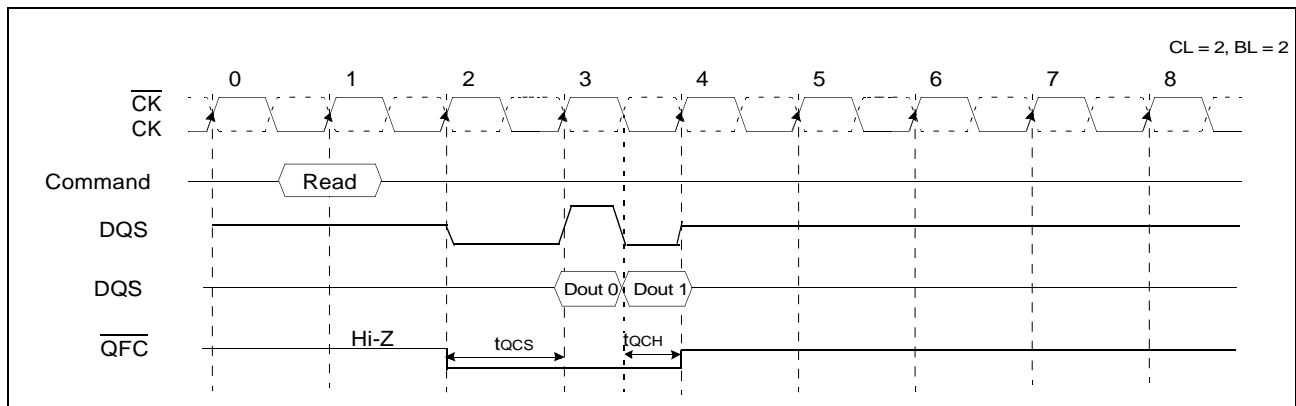 CL = 2, BL = 2
0 1 2 3 4 5 6 7 8
CK
CK
Command Read
DQS
DQS Dout 0 Dout 1
QFC Hi-Z tQCS tQCH